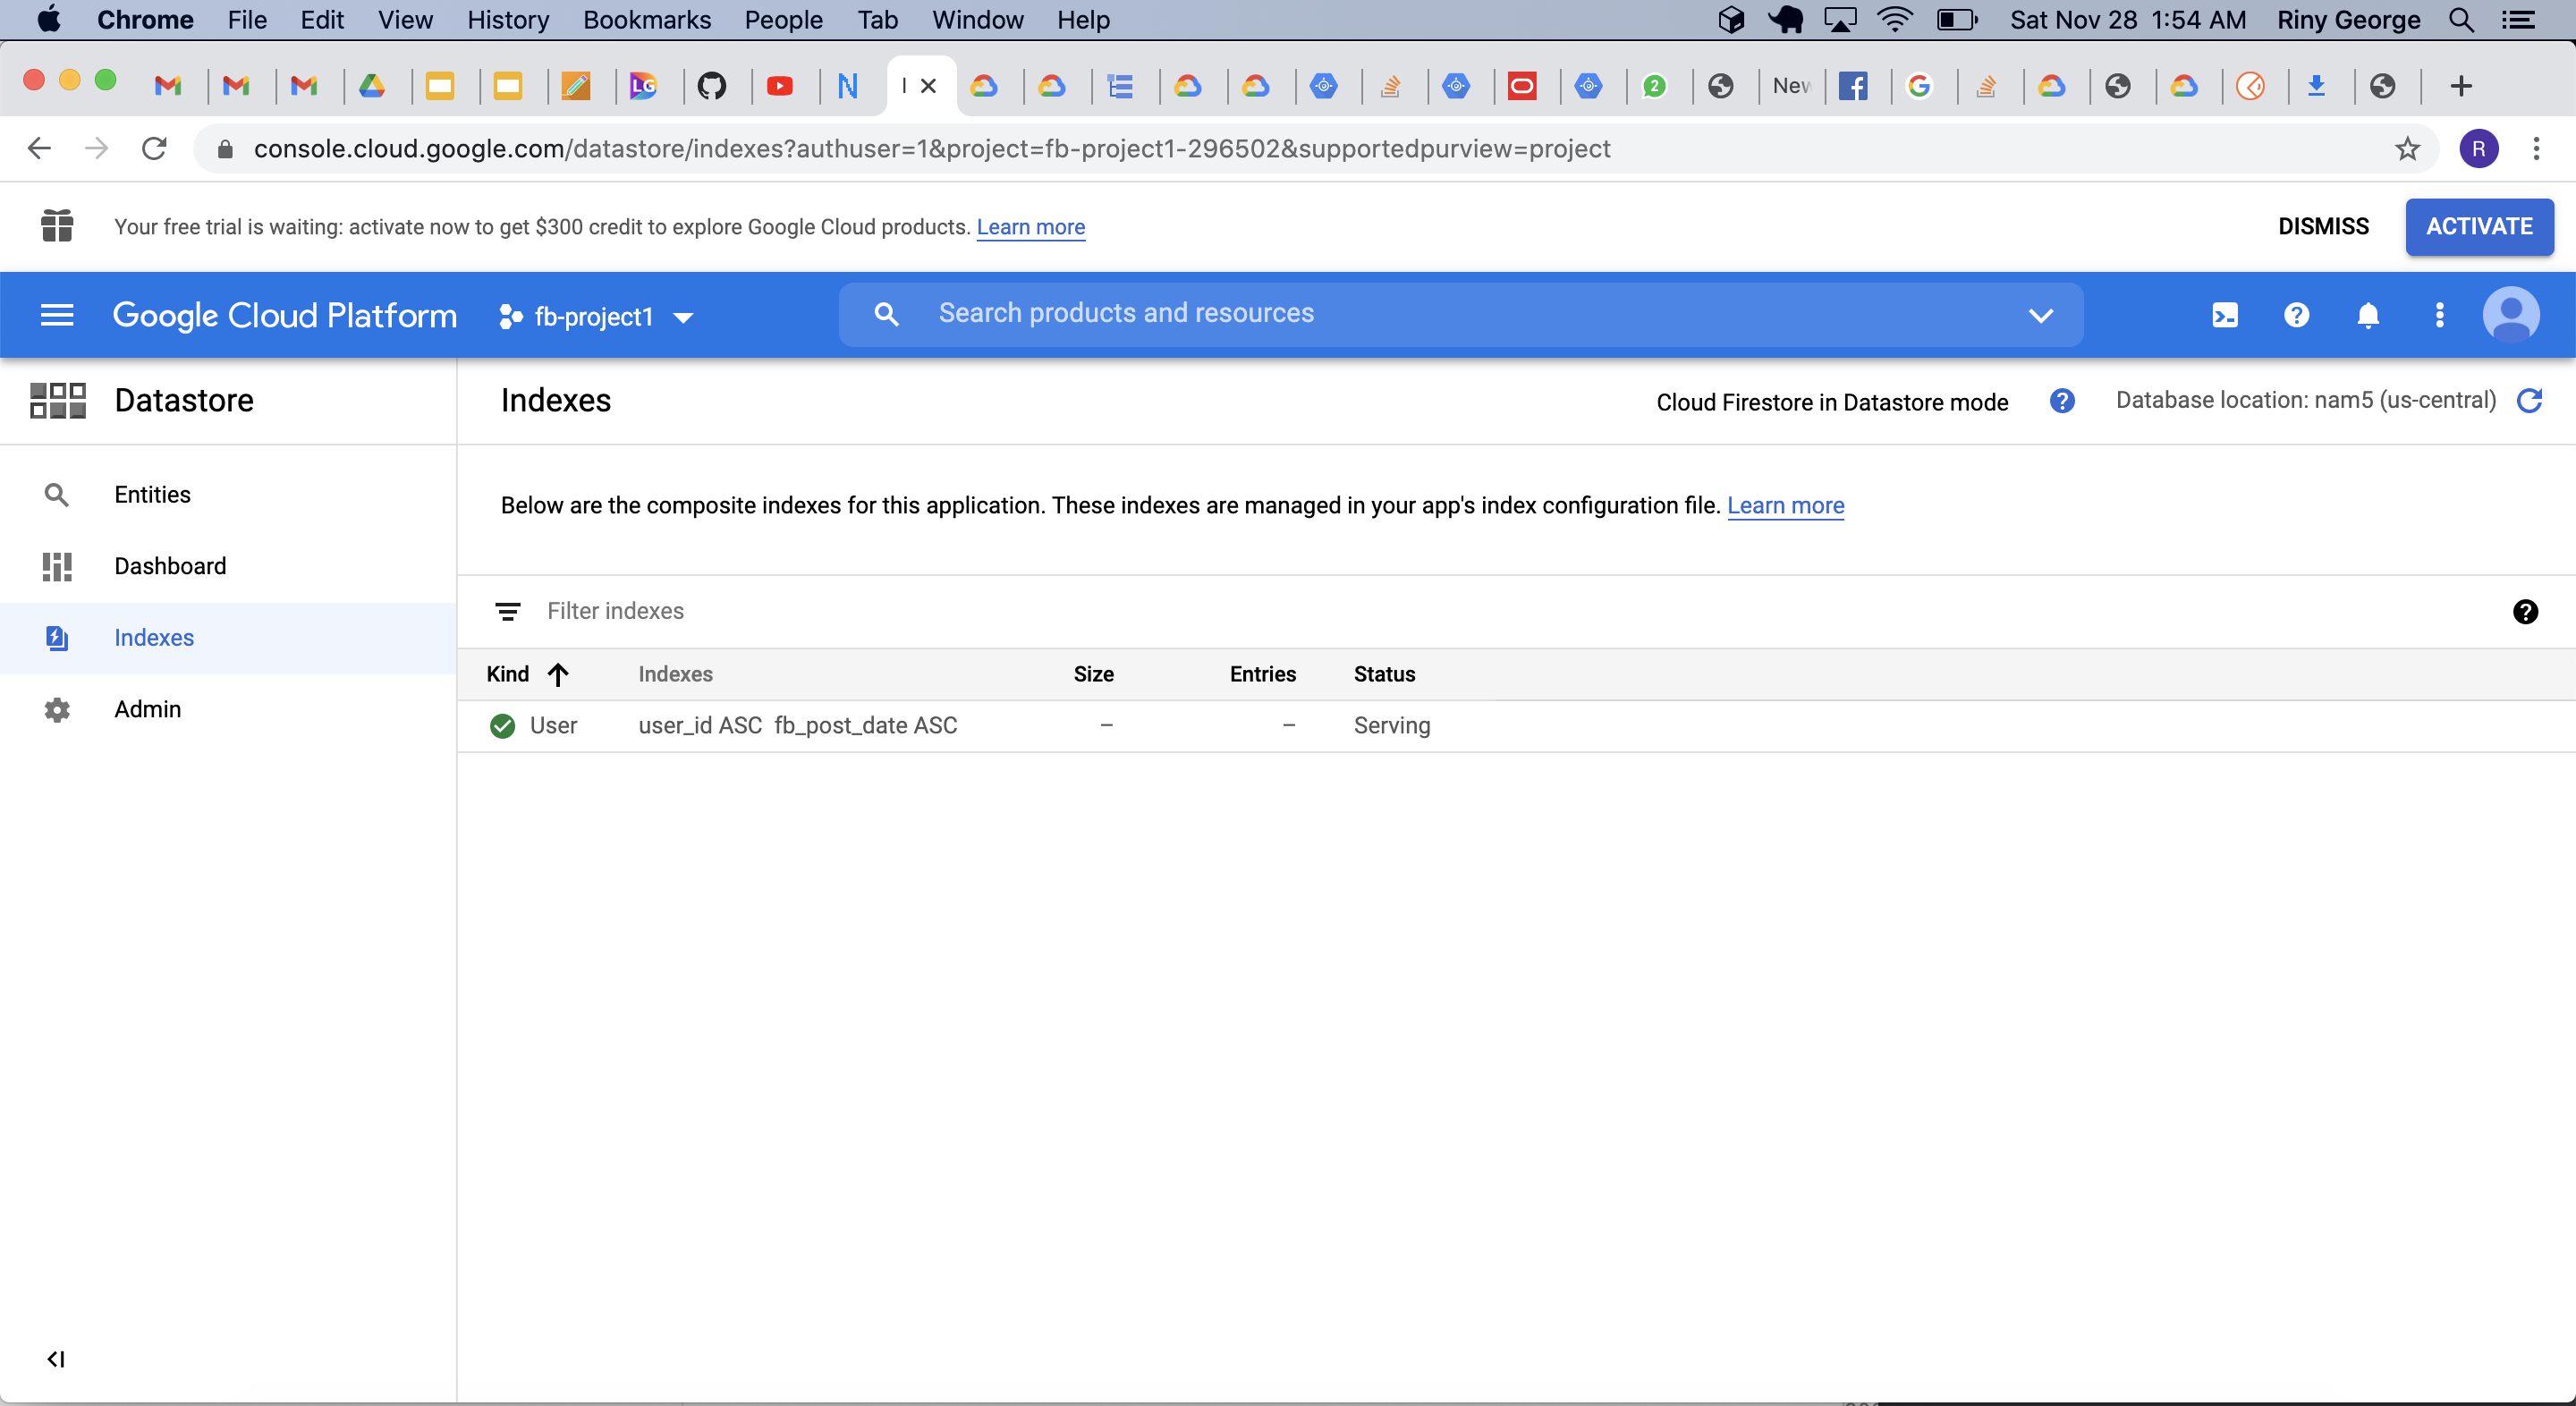 Chrome File Edit View History Bookmarks People Tab Window Help Sat Nov 28 1:54 AM Riny George
LG N I 2 New
console.cloud.google.com/datastore/indexes?authuser=1&project=fb-project1-296502&supportedpurview=project R
Your free trial is waiting: activate now to get $300 credit to explore Google Cloud products. Learn more DISMISS ACTIVATE
Google Cloud Platform fb-project1 Search products and resources
Datastore
Indexes Cloud Firestore in Datastore mode Database location: nam5 (us-central)
Entities
Dashboard
Indexes
Admin
Below are the composite indexes for this application. These indexes are managed in your app's index configuration file. Learn more
Filter indexes
Kind Indexes Size Entries Status
User user_id ASC fb_post_date ASC – – Serving